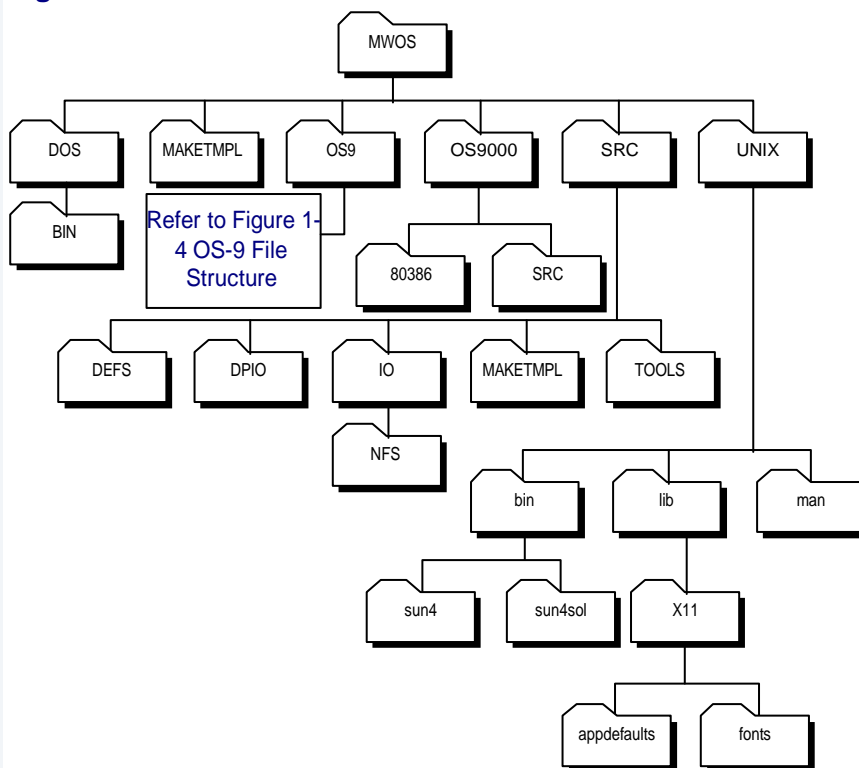 MWOS
DOS
MAKETMPL
OS9
OS9000
SRC
UNIX
BIN
Refer to Figure 1-
4 OS-9 File
Structure
80386
SRC
DEFS
DPIO
IO
MAKETMPL
TOOLS
NFS
bin
lib
man
sun4
sun4sol
X11
appdefaults
fonts